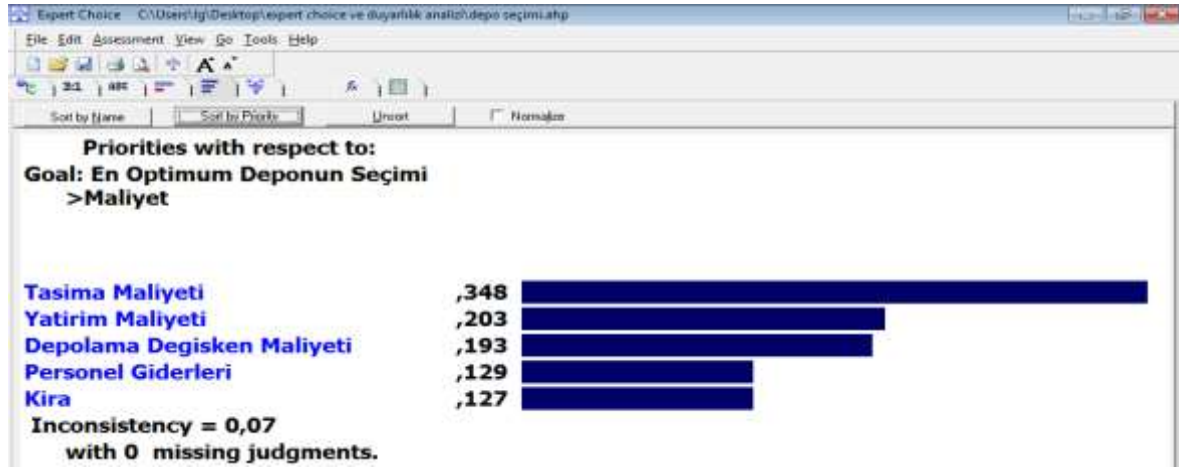 Expert Choice C:\Users\lg\Desktop\expert choice ve duyarlılık analizi\depo seçimi.ahp
File Edit Assessment View Go Tools Help
A A
3:1 ABC
Sort by Name Sort by Priority Unsort Normalize
Priorities with respect to:
Goal: En Optimum Deponun Seçimi
>Maliyet
Tasima Maliyeti ,348
Yatirim Maliyeti ,203
Depolama Degisken Maliyeti ,193
Personel Giderleri ,129
Kira ,127
Inconsistency = 0,07
with 0 missing judgments.